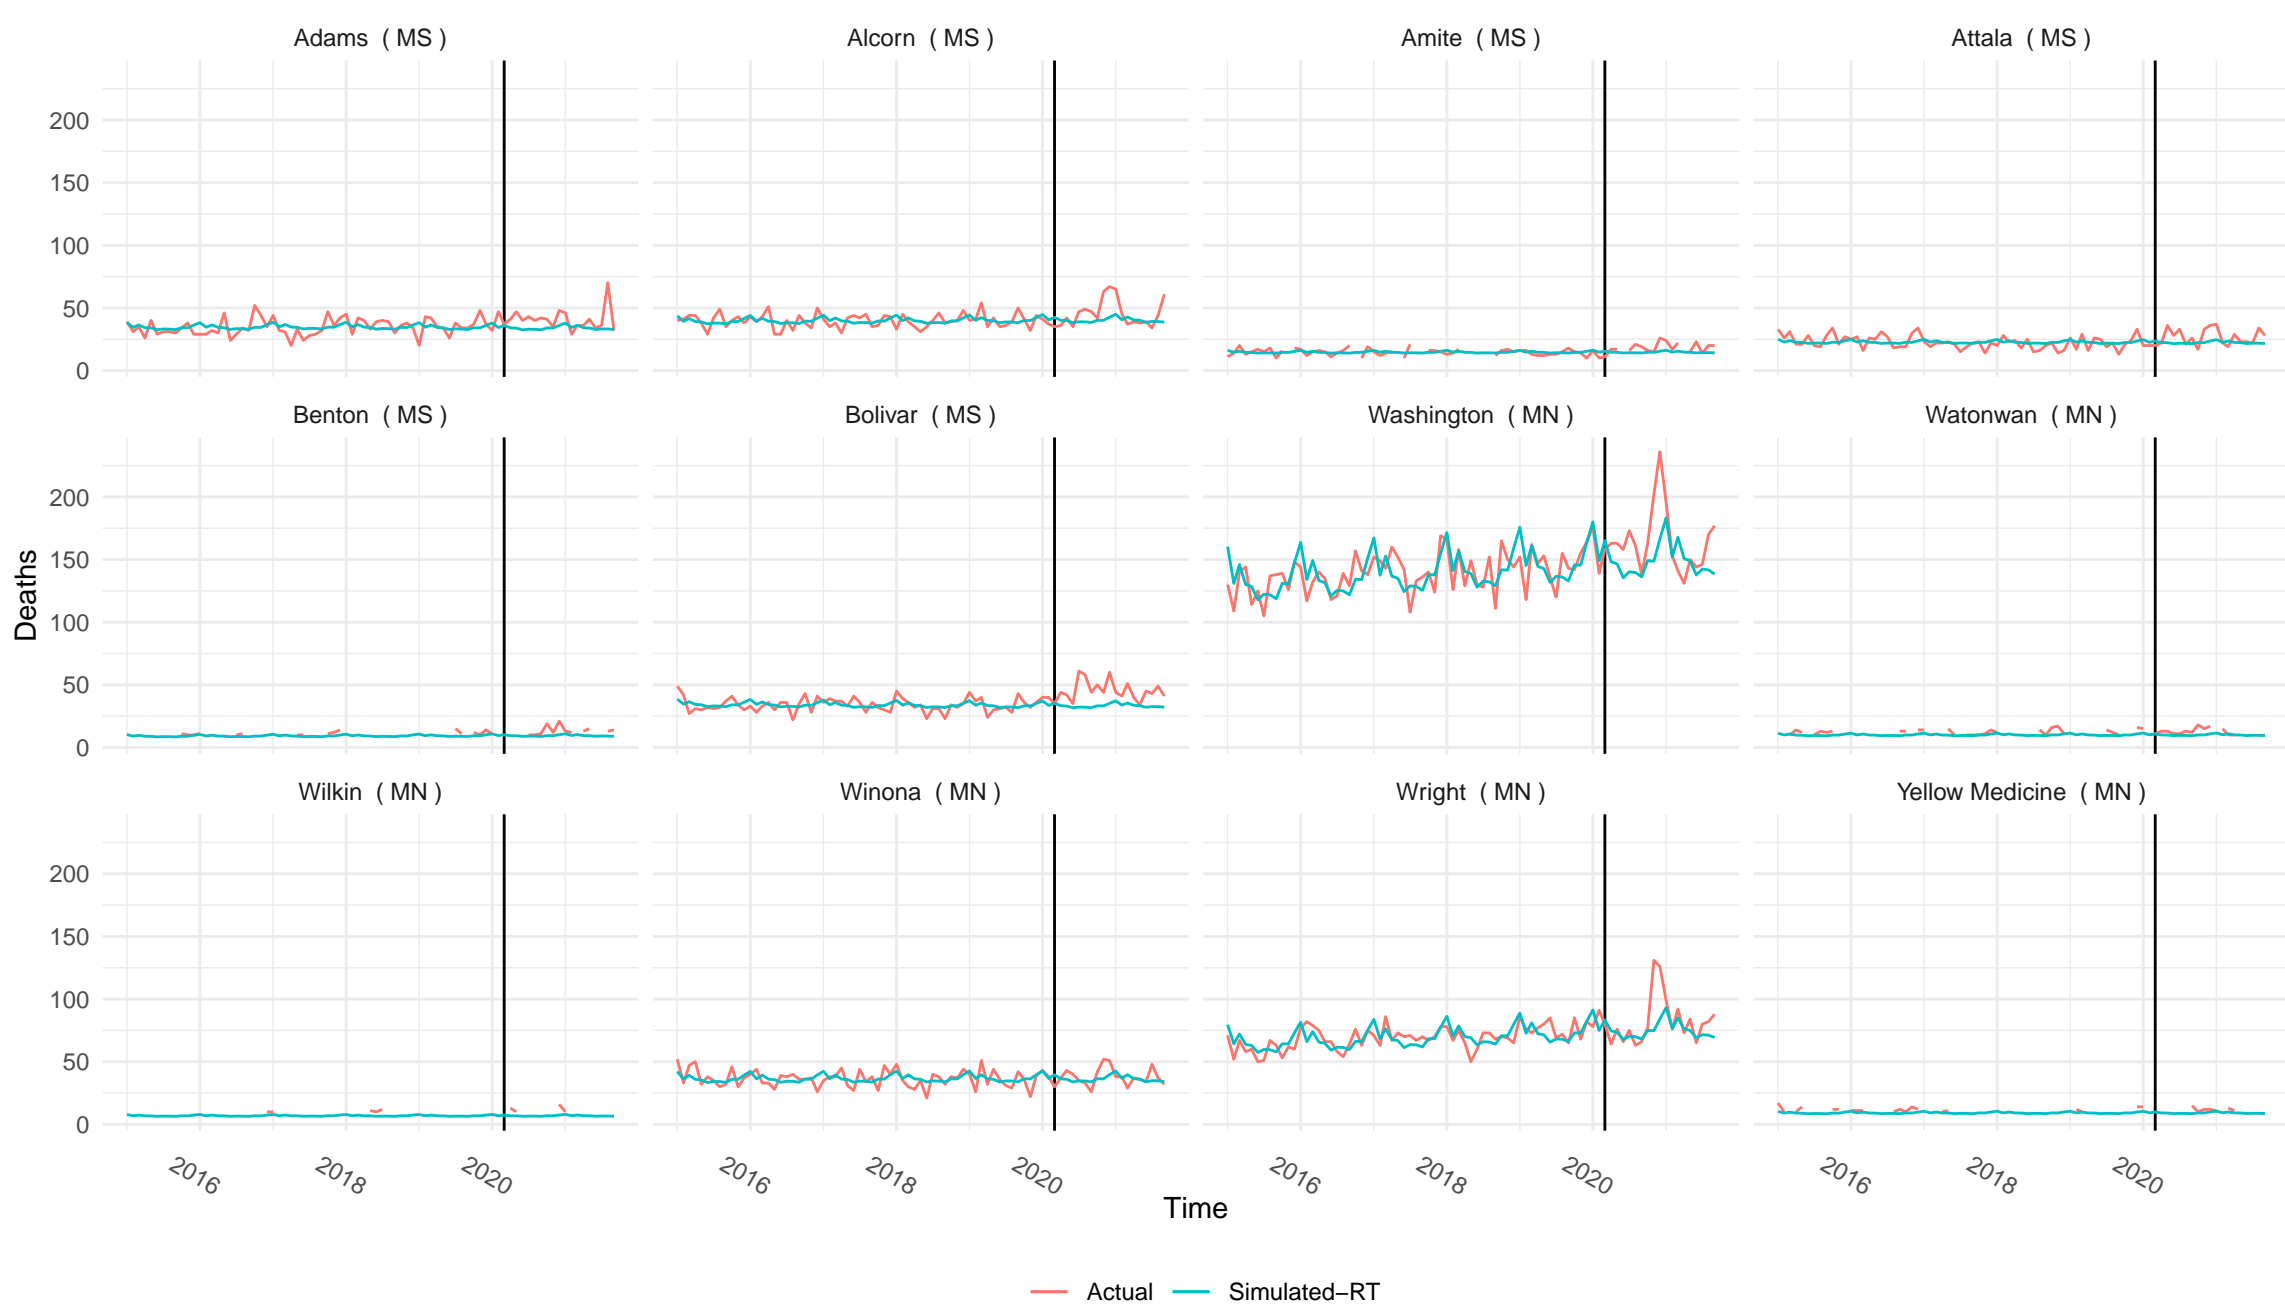 Adams ( MS )
Alcorn ( MS )
Amite ( MS )
Attala ( MS )
200
150
100
50
0
Benton ( MS )
Bolivar ( MS )
Washington ( MN )
Watonwan ( MN )
200
150
100
50
0
Deaths
Wilkin ( MN )
Winona ( MN )
Wright ( MN )
Yellow Medicine ( MN )
200
150
100
50
0
2016 2018 2020
2016 2018 2020
2016 2018 2020
2016 2018 2020
Time
Actual
Simulated−RT